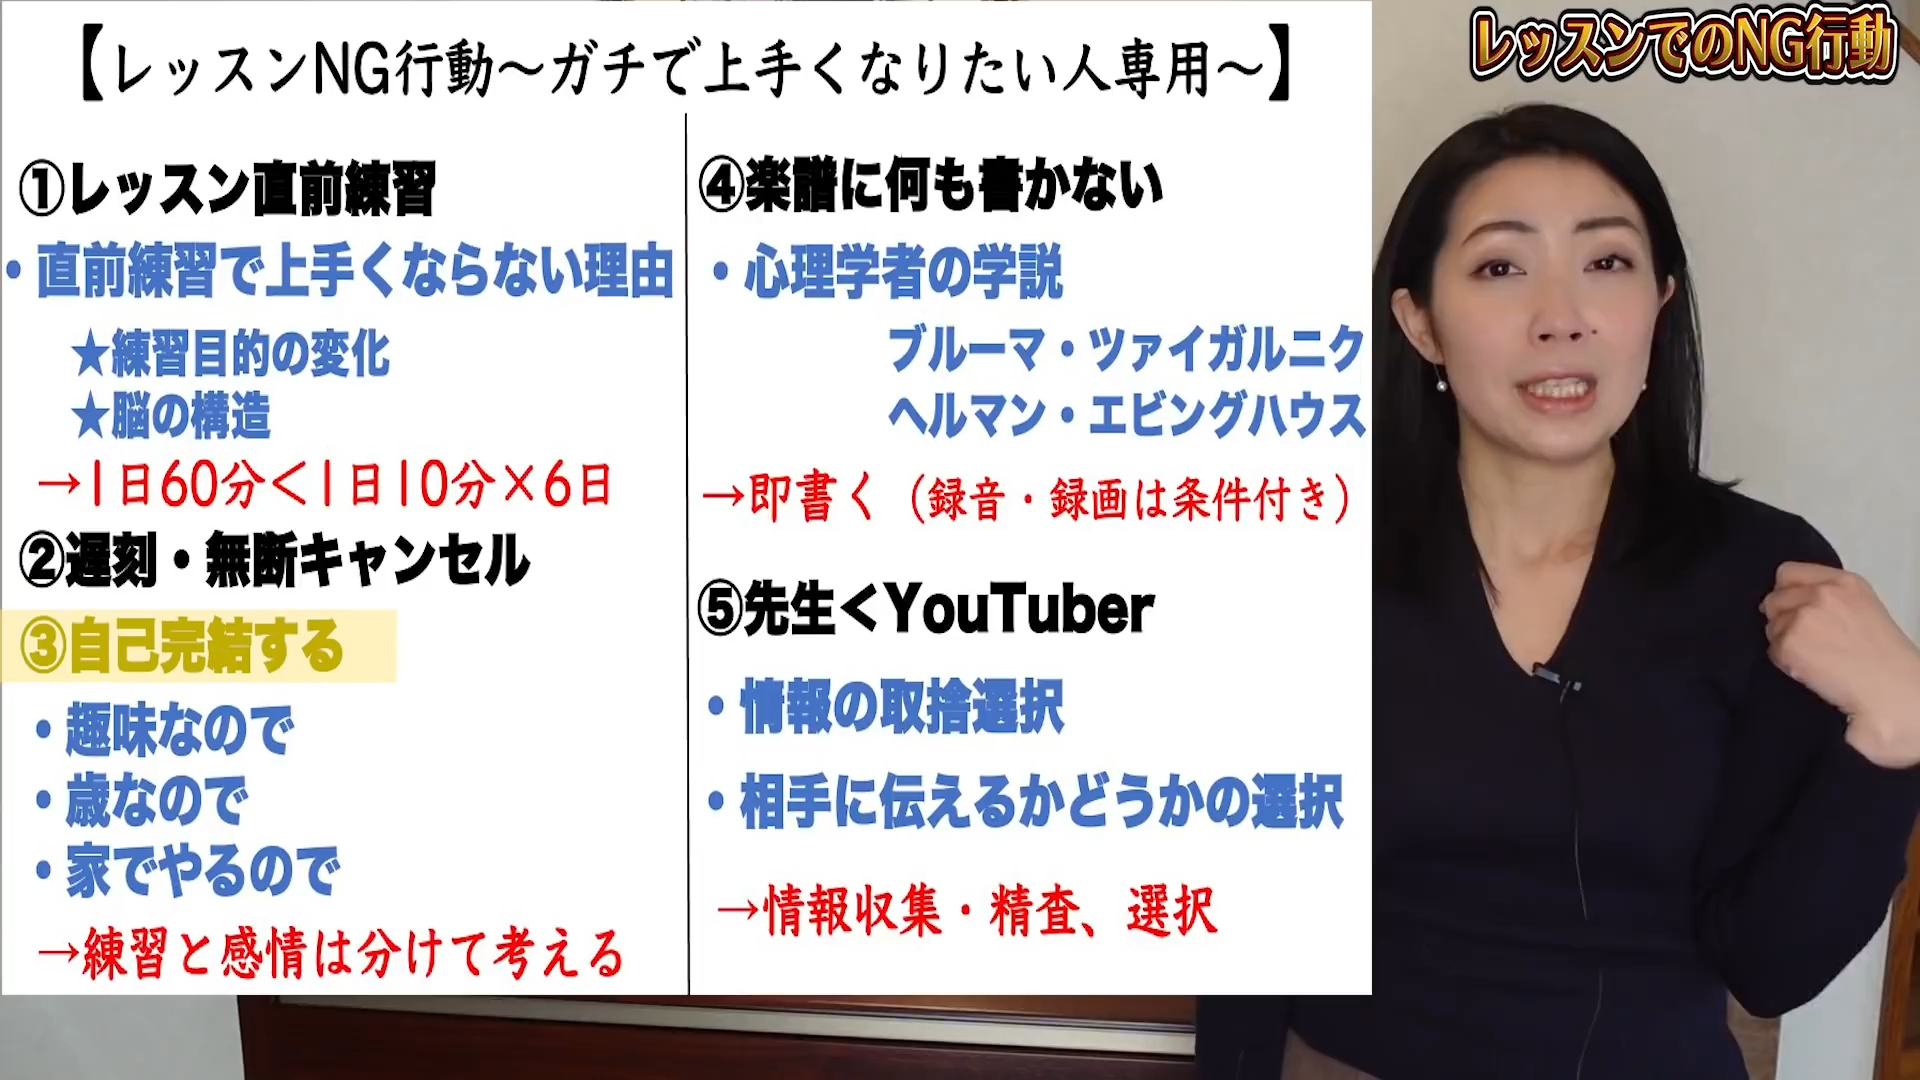 【レッスンNG行動～ガチで上手くなりたい人専用～】
①レッスン直前練習
・直前練習で上手くならない理由
★練習目的の変化
★脳の構造
→1日60分＜1日10分×6日
②遅刻・無断キャンセル
③自己完結する
・趣味なので
・歳なので
・家でやるので
→練習と感情は分けて考える
④楽譜に何も書かない
・心理学者の学説
ブルーマ・ツァイガルニク
ヘルマン・エビングハウス
→即書く（録音・録画は条件付き）
⑤先生＜YouTuber
・情報の取捨選択
・相手に伝えるかどうかの選択
→情報収集・精査、選択
レッスンでのNG行動